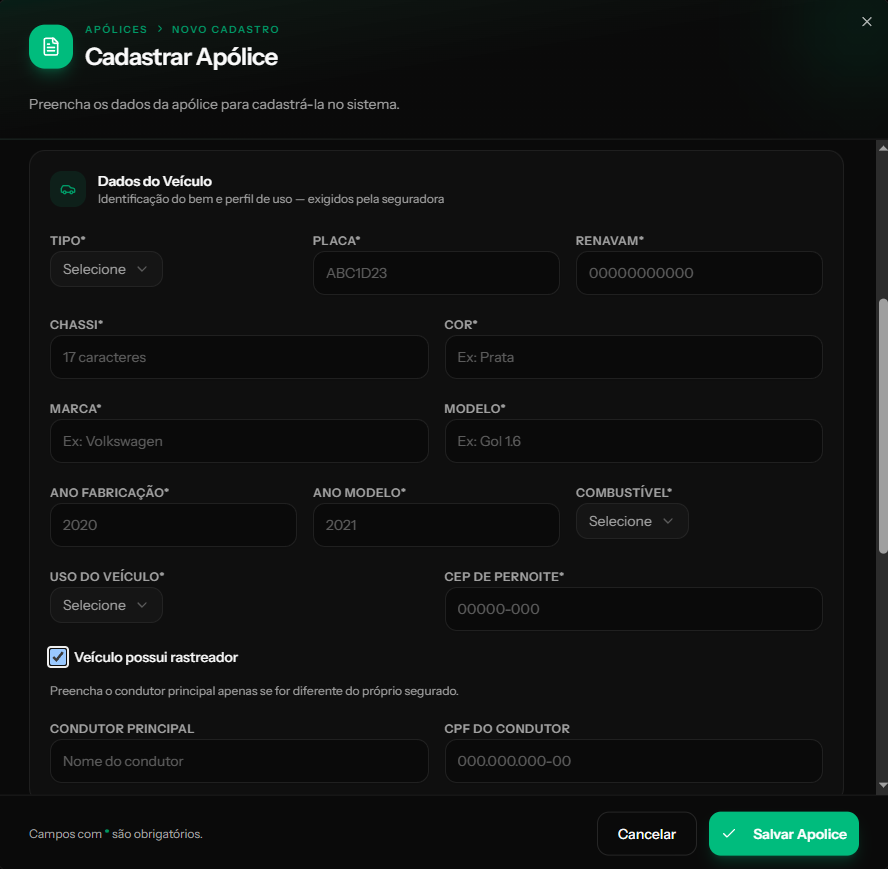 APÓLICES > NOVO CADASTRO
Cadastrar Apólice
Preencha os dados da apólice para cadastrá-la no sistema.
Dados do Veículo
Identificação do bem e perfil de uso — exigidos pela seguradora
TIPO* PLACA* RENAVAM*
Selecione ABC1D23 00000000000
CHASSI* COR*
17 caracteres Ex: Prata
MARCA* MODELO*
Ex: Volkswagen Ex: Gol 1.6
ANO FABRICAÇÃO* ANO MODELO* COMBUSTÍVEL*
2020 2021 Selecione
USO DO VEÍCULO* CEP DE PERNOITE*
Selecione 00000-000
Veículo possui rastreador
Preencha o condutor principal apenas se for diferente do próprio segurado.
CONDUTOR PRINCIPAL CPF DO CONDUTOR
Nome do condutor 000.000.000-00
Campos com * são obrigatórios. Cancelar Salvar Apolice